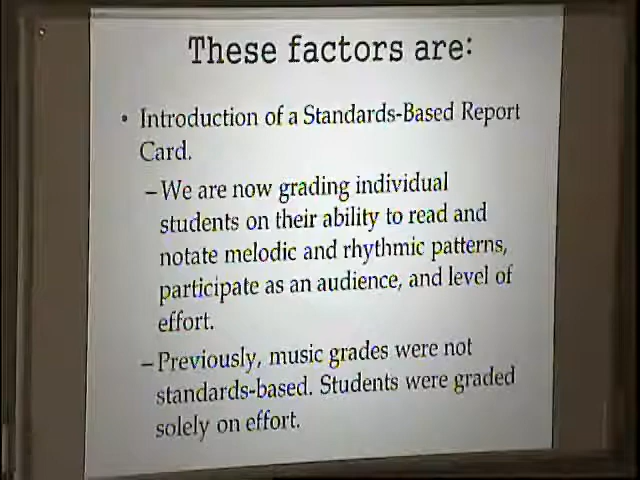 These factors are:
• Introduction of a Standards-Based Report
Card.
– We are now grading individual
students on their ability to read and
notate melodic and rhythmic patterns,
participate as an audience, and level of
effort.
– Previously, music grades were not
standards-based. Students were graded
solely on effort.